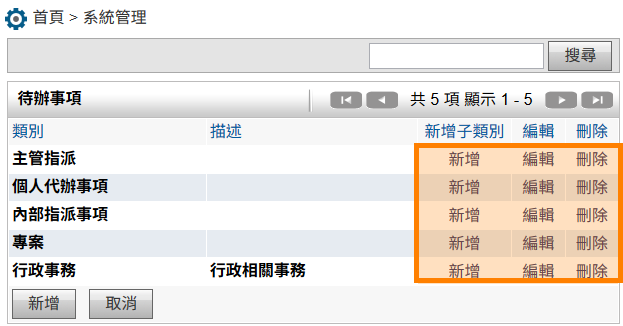 首頁 > 系統管理
搜尋
待辦事項 共 5 項 顯示 1 - 5
類別 描述 新增子類別 編輯 刪除
主管指派 新增 編輯 刪除
個人代辦事項 新增 編輯 刪除
內部指派事項 新增 編輯 刪除
專案 新增 編輯 刪除
行政事務 行政相關事務 新增 編輯 刪除
新增 取消